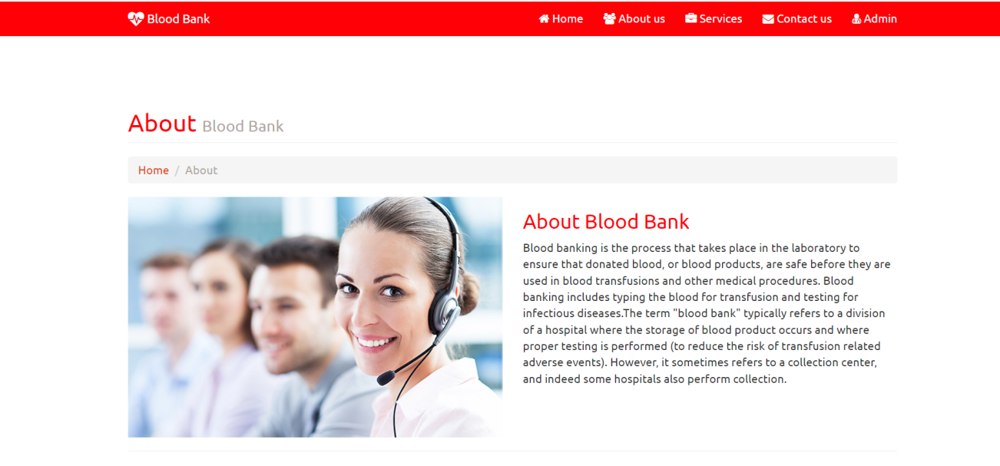 Blood Bank Home About us Services Contact us Admin
About Blood Bank
Home / About
About Blood Bank
Blood banking is the process that takes place in the laboratory to
ensure that donated blood, or blood products, are safe before they are
used in blood transfusions and other medical procedures. Blood
banking includes typing the blood for transfusion and testing for
infectious diseases.The term "blood bank" typically refers to a division
of a hospital where the storage of blood product occurs and where
proper testing is performed (to reduce the risk of transfusion related
adverse events). However, it sometimes refers to a collection center,
and indeed some hospitals also perform collection.